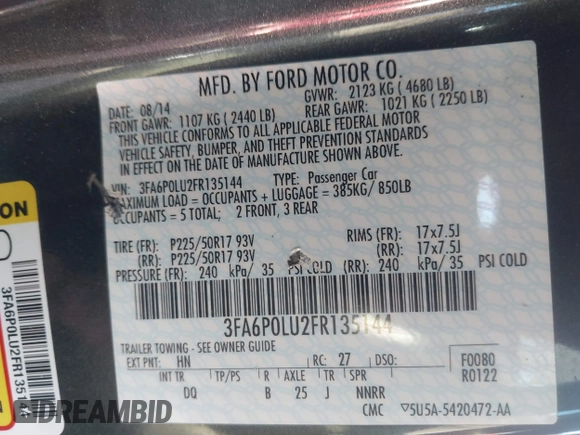 MFD. BY FORD MOTOR CO.
DATE: 08/14
GVWR: 2123 KG ( 4680 LB)
FRONT GAWR: 1107 KG ( 2440 LB)
REAR GAWR: 1021 KG ( 2250 LB)
THIS VEHICLE CONFORMS TO ALL APPLICABLE FEDERAL MOTOR
VEHICLE SAFETY, BUMPER, AND THEFT PREVENTION STANDARDS
IN EFFECT ON THE DATE OF MANUFACTURE SHOWN ABOVE.
VIN: 3FA6P0LU2FR135144 TYPE: Passenger Car
MAXIMUM LOAD = OCCUPANTS + LUGGAGE = 385KG/ 850LB
OCCUPANTS = 5 TOTAL; 2 FRONT, 3 REAR
TIRE (FR): P225/50R17 93V RIMS (FR): 17x7.5J
(RR): P225/50R17 93V (RR): 17x7.5J
PRESSURE (FR): 240 kPa/ 35 PSI COLD (RR): 240 kPa/ 35 PSI COLD
3FA6P0LU2FR135144
TRAILER TOWING - SEE OWNER GUIDE
EXT PNT: HN RC: 27 DSO: F0080
R0122
INT TR TP/PS R AXLE TR SPR
DQ B 25 J NNRR
CMC ▽5U5A-5420472-AA
ON
3FA6P0LU2FR135144
DREAMBID